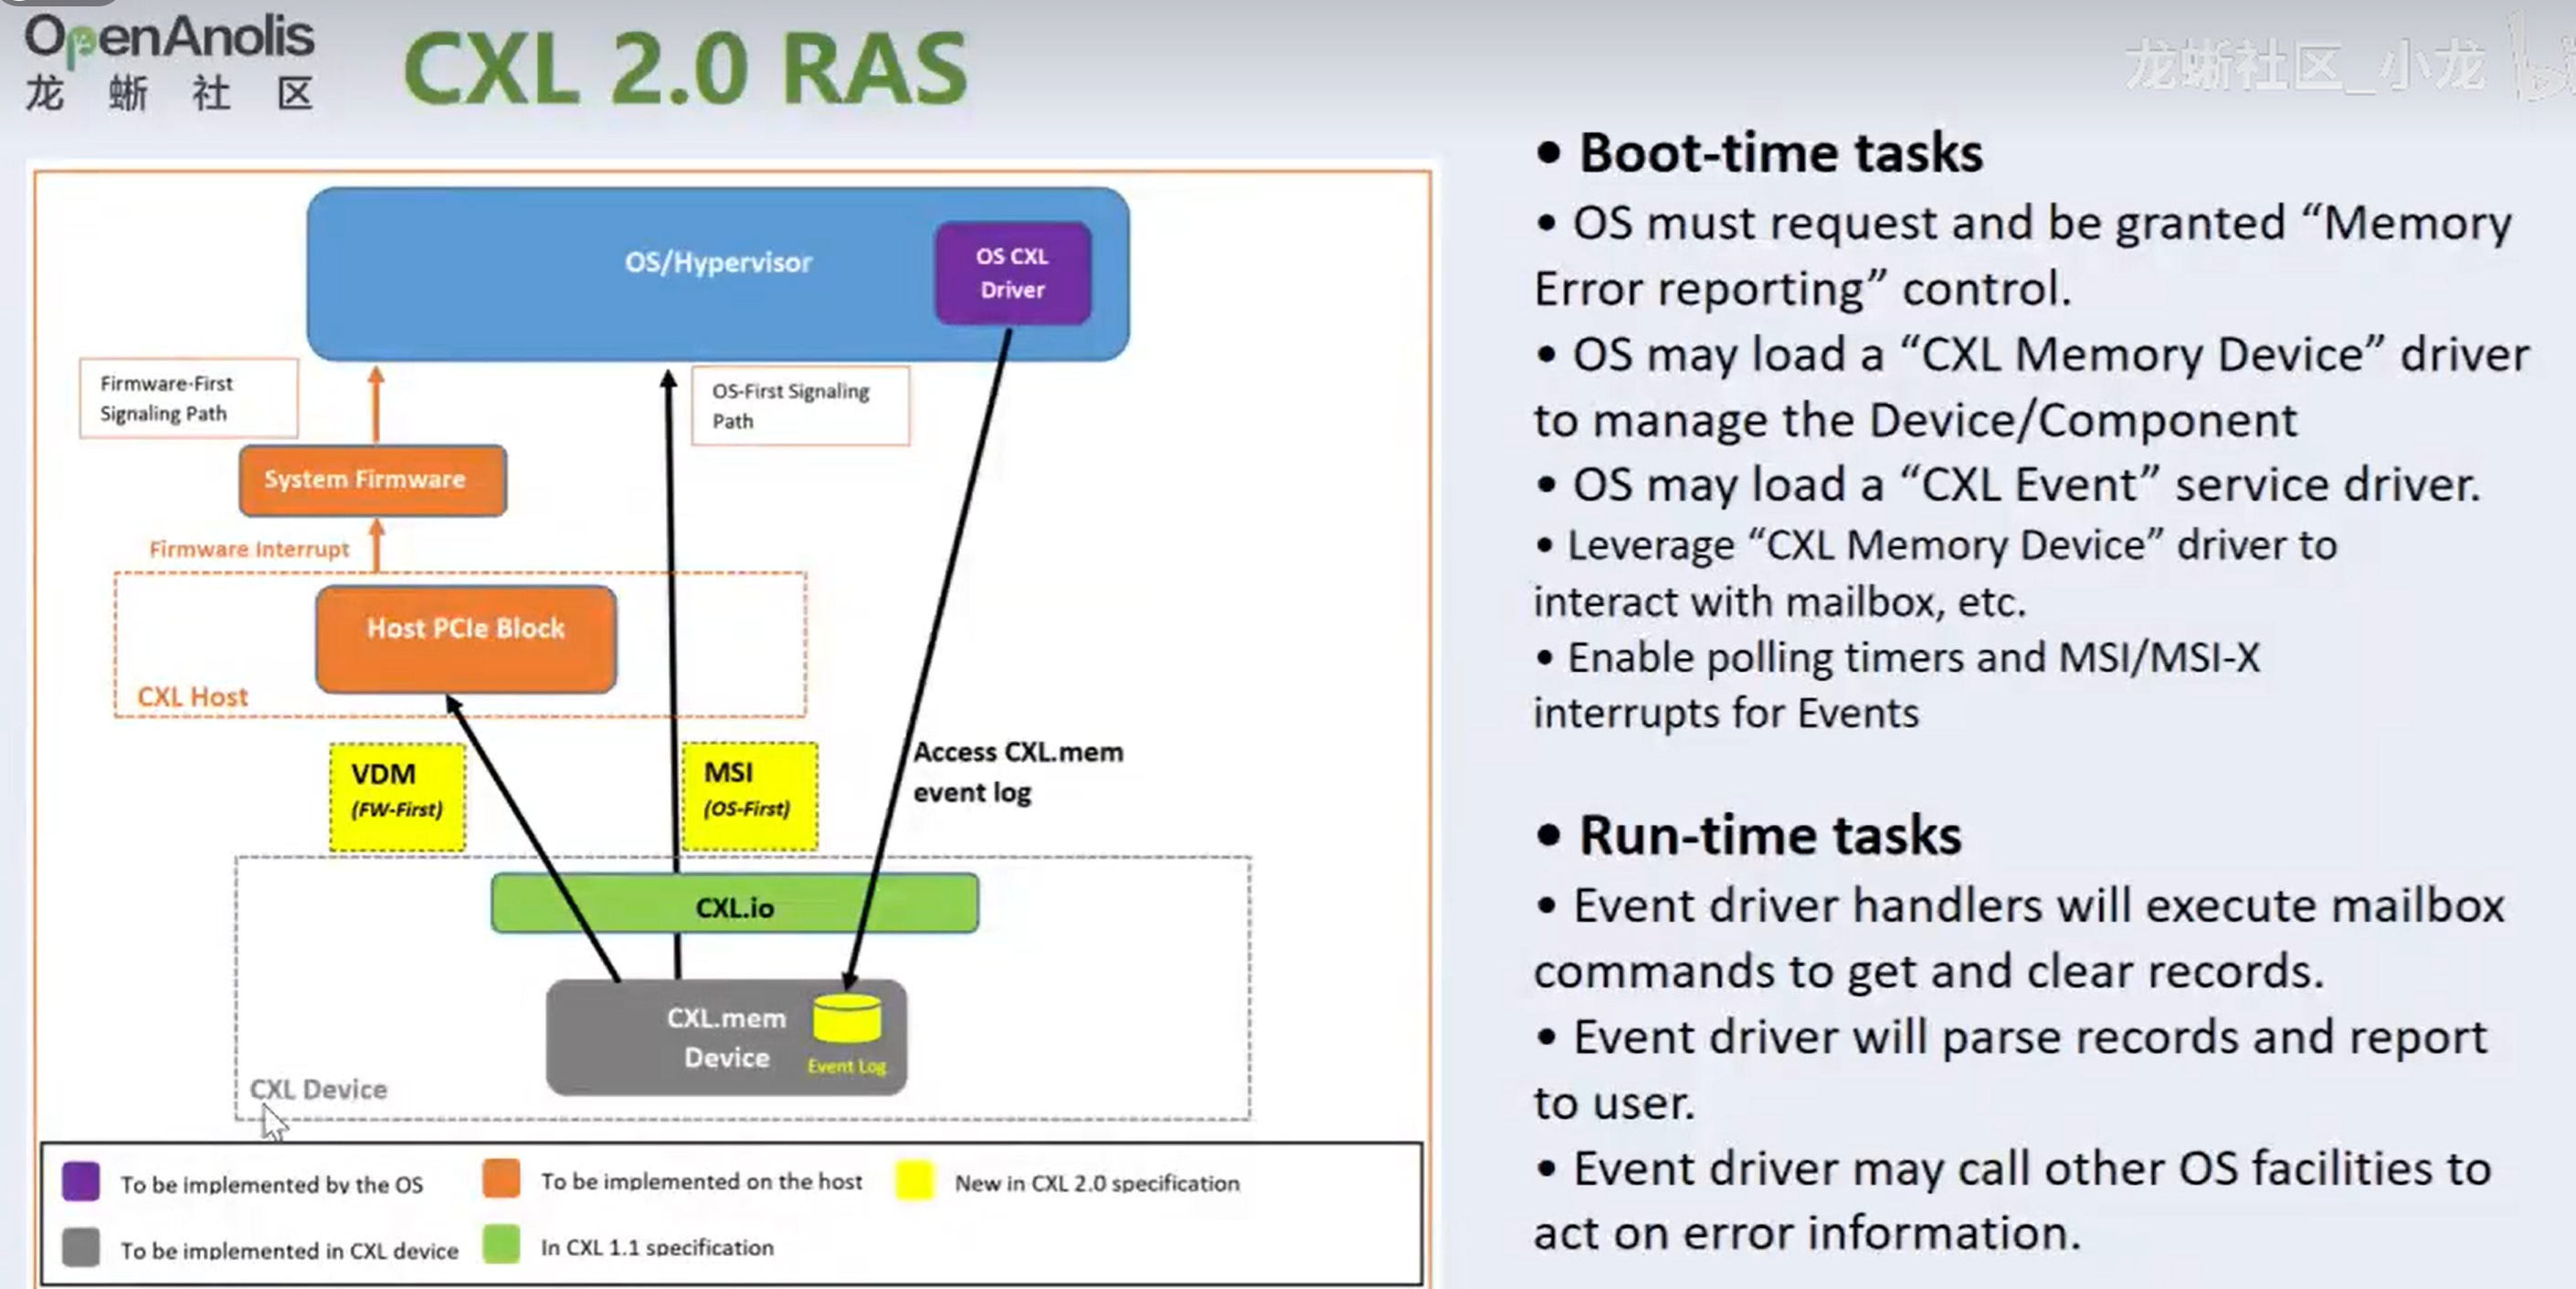 OpenAnolis
龙蜥社区
CXL 2.0 RAS
龙蜥社区_小龙
OS/Hypervisor
OS CXL
Driver
Firmware-First
Signaling Path
OS-First Signaling
Path
System Firmware
Firmware Interrupt
Host PCIe Block
CXL Host
VDM
(FW-First)
MSI
(OS-First)
Access CXL.mem
event log
CXL.io
CXL.mem
Device
Event Log
CXL Device
To be implemented by the OS
To be implemented on the host
New in CXL 2.0 specification
To be implemented in CXL device
In CXL 1.1 specification
• Boot-time tasks
• OS must request and be granted “Memory
Error reporting” control.
• OS may load a “CXL Memory Device” driver
to manage the Device/Component
• OS may load a “CXL Event” service driver.
• Leverage “CXL Memory Device” driver to
interact with mailbox, etc.
• Enable polling timers and MSI/MSI-X
interrupts for Events
• Run-time tasks
• Event driver handlers will execute mailbox
commands to get and clear records.
• Event driver will parse records and report
to user.
• Event driver may call other OS facilities to
act on error information.